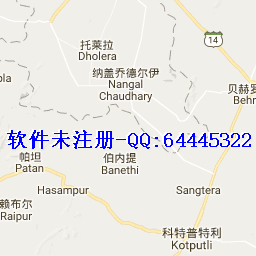 托莱拉
Dholera
14
纳盖乔德尔伊
Nangal
Chaudhary
ola
贝赫罗
Behr
软件未注册-QQ:64445322
帕坦
Patan
伯内提
Banethi
Hasampur
Sangtera
赖布尔
Raipur
科特普特利
Kotputli